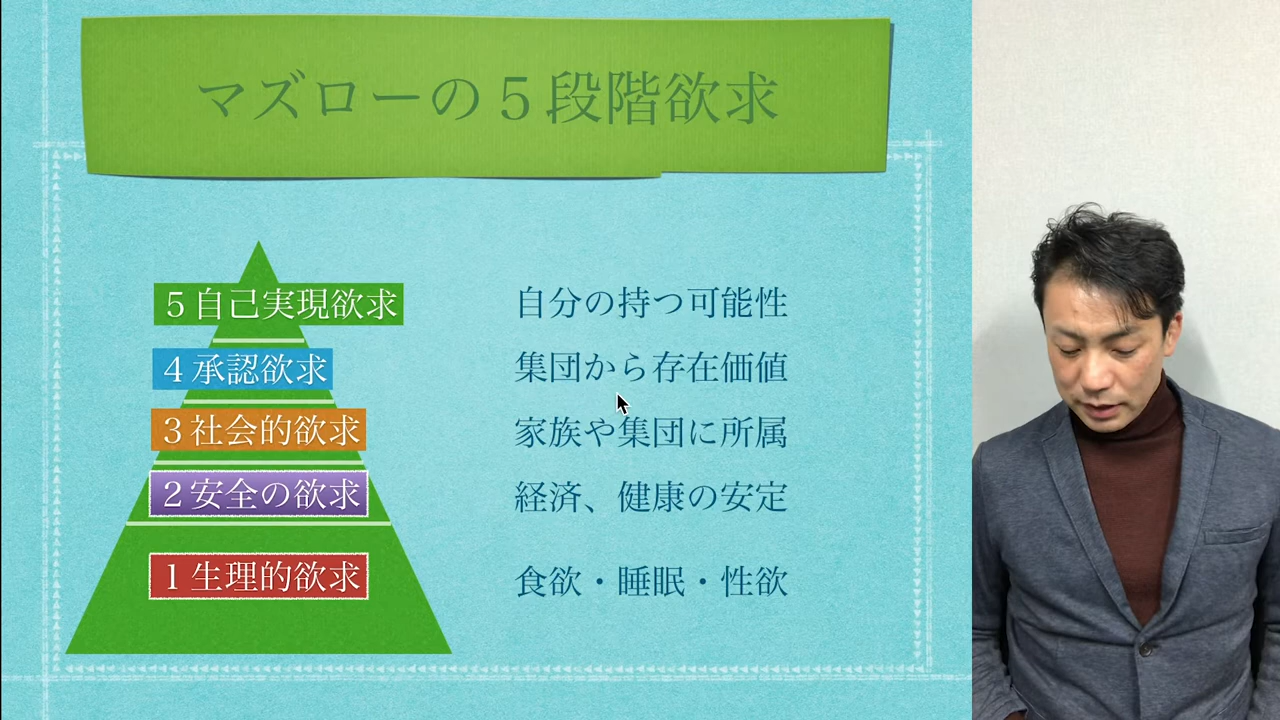 マズローの５段階欲求
５自己実現欲求
自分の持つ可能性
４承認欲求
集団から存在価値
３社会的欲求
家族や集団に所属
２安全の欲求
経済、健康の安定
１生理的欲求
食欲・睡眠・性欲